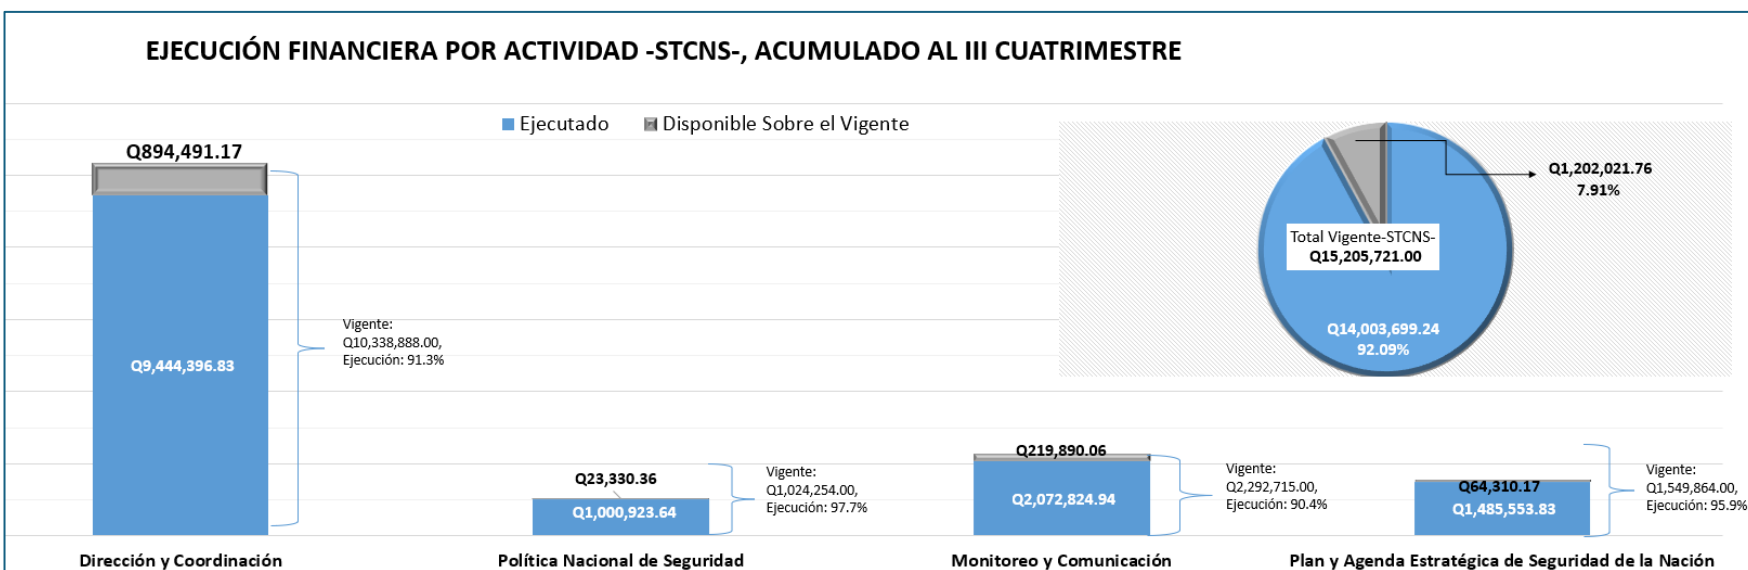 EJECUCIÓN FINANCIERA POR ACTIVIDAD -STCNS-, ACUMULADO AL III CUATRIMESTRE
Ejecutado
Disponible Sobre el Vigente
Q894,491.17
Q9,444,396.83
Vigente:
Q10,338,888.00,
Ejecución: 91.3%
Dirección y Coordinación
Q23,330.36
Q1,000,923.64
Vigente:
Q1,024,254.00,
Ejecución: 97.7%
Política Nacional de Seguridad
Q219,890.06
Q2,072,824.94
Vigente:
Q2,292,715.00,
Ejecución: 90.4%
Monitoreo y Comunicación
Q64,310.17
Q1,485,553.83
Vigente:
Q1,549,864.00,
Ejecución: 95.9%
Plan y Agenda Estratégica de Seguridad de la Nación
Q1,202,021.76
7.91%
Total Vigente-STCNS-
Q15,205,721.00
Q14,003,699.24
92.09%